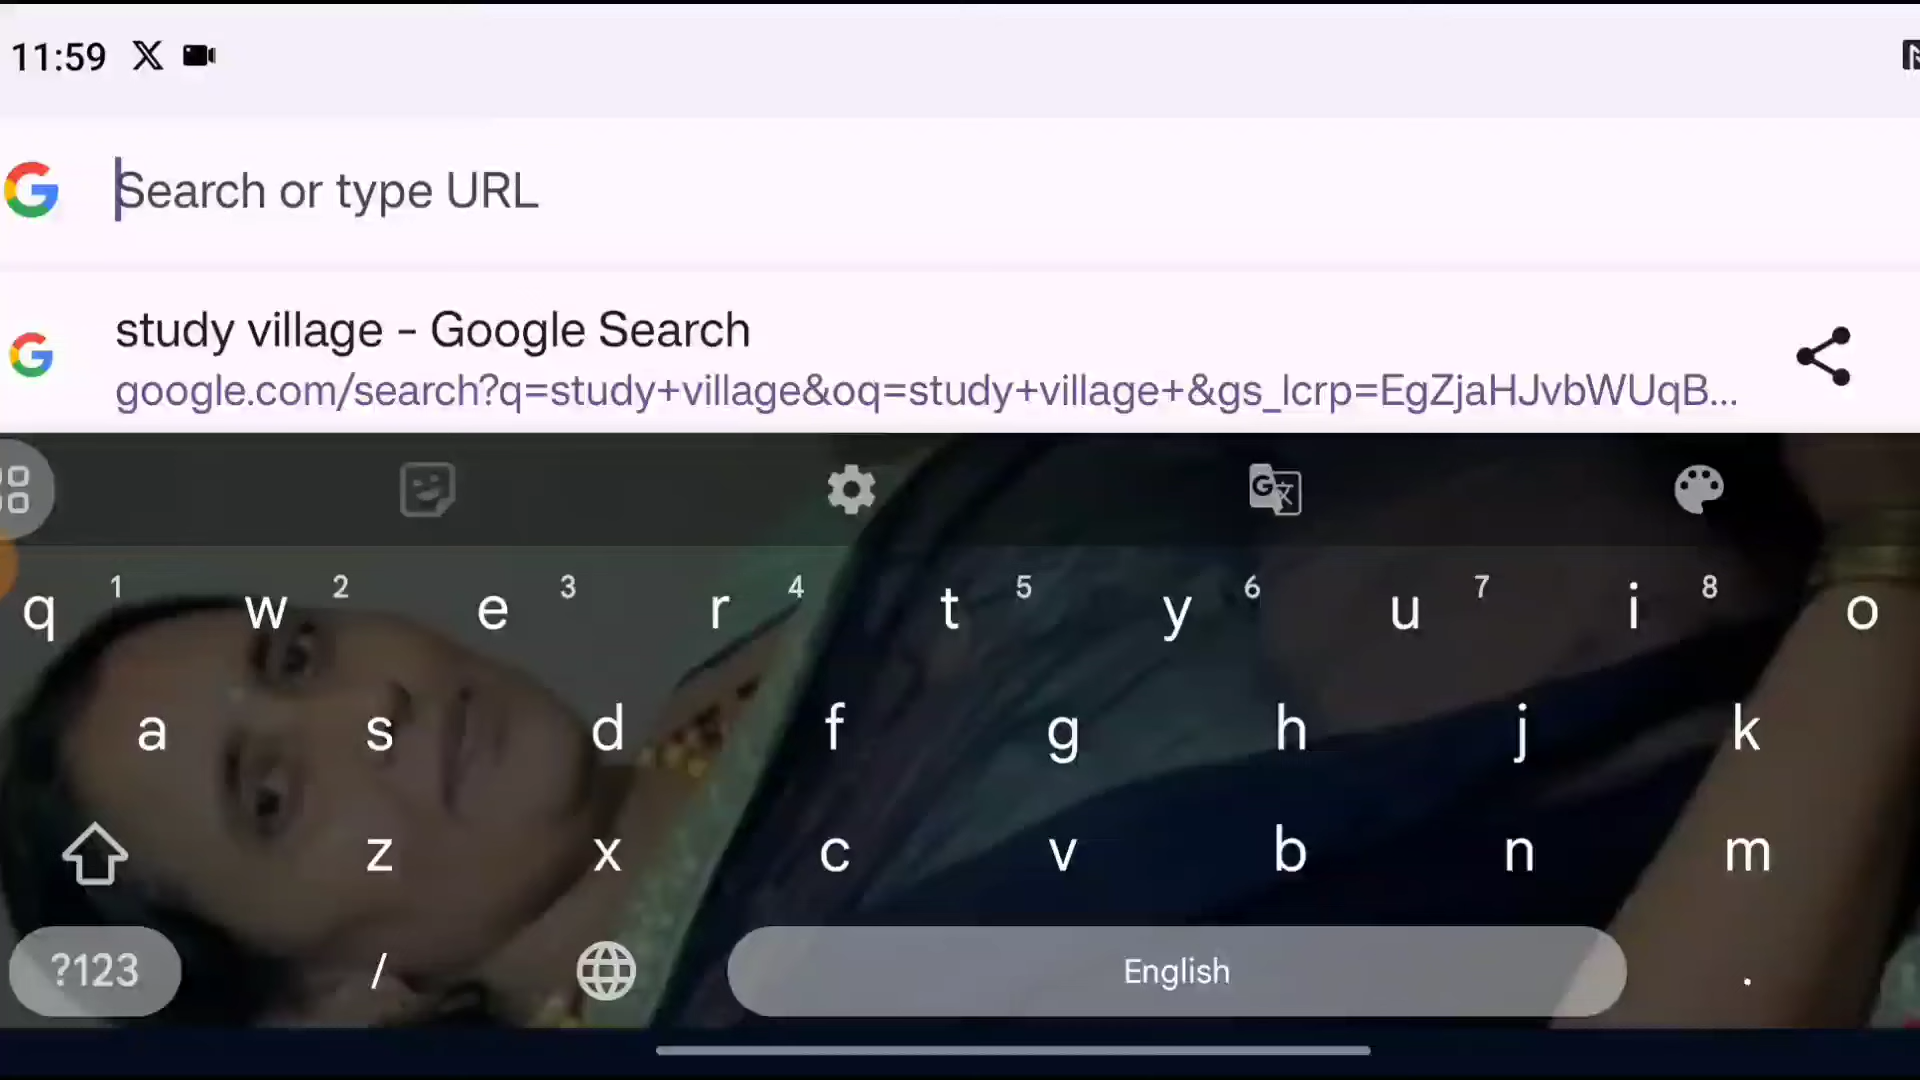 11:59
Search or type URL
study village - Google Search
google.com/search?q=study+village&oq=study+village+&gs_lcrp=EgZjaHJvbWUqB...
q 1 w 2 e 3 r 4 t 5 y 6 u 7 i 8 o
a s d f g h j k
z x c v b n m
?123 / English .